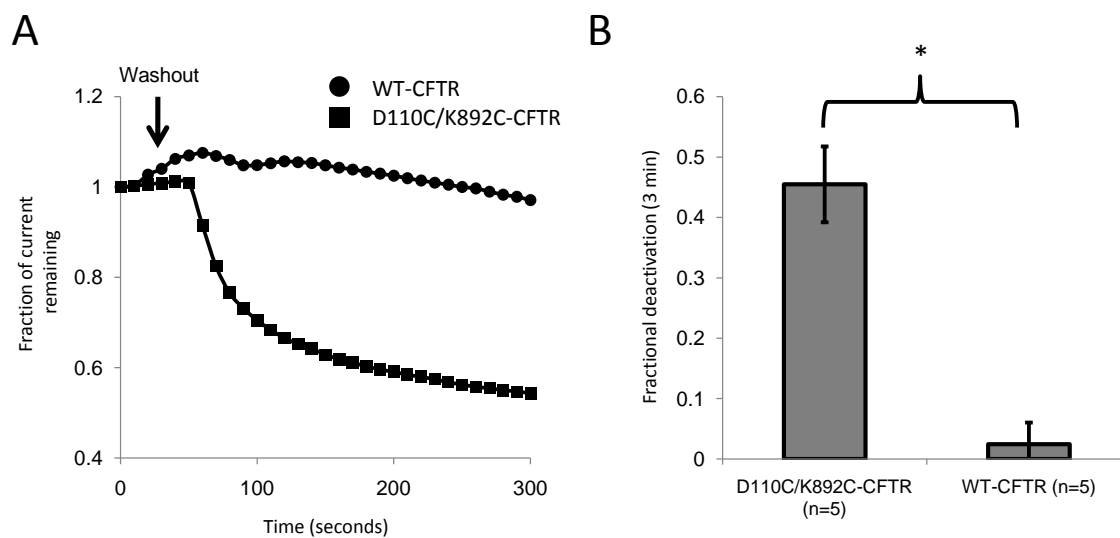 A
Washout
WT-CFTR
D110C/K892C-CFTR
1.2
1
0.8
0.6
0.4
0
100
200
300
Fraction of current
remaining
Time (seconds)
B
*
0.6
0.5
0.4
0.3
0.2
0.1
0
Fractional deactivation (3 min)
D110C/K892C-CFTR
(n=5)
WT-CFTR (n=5)